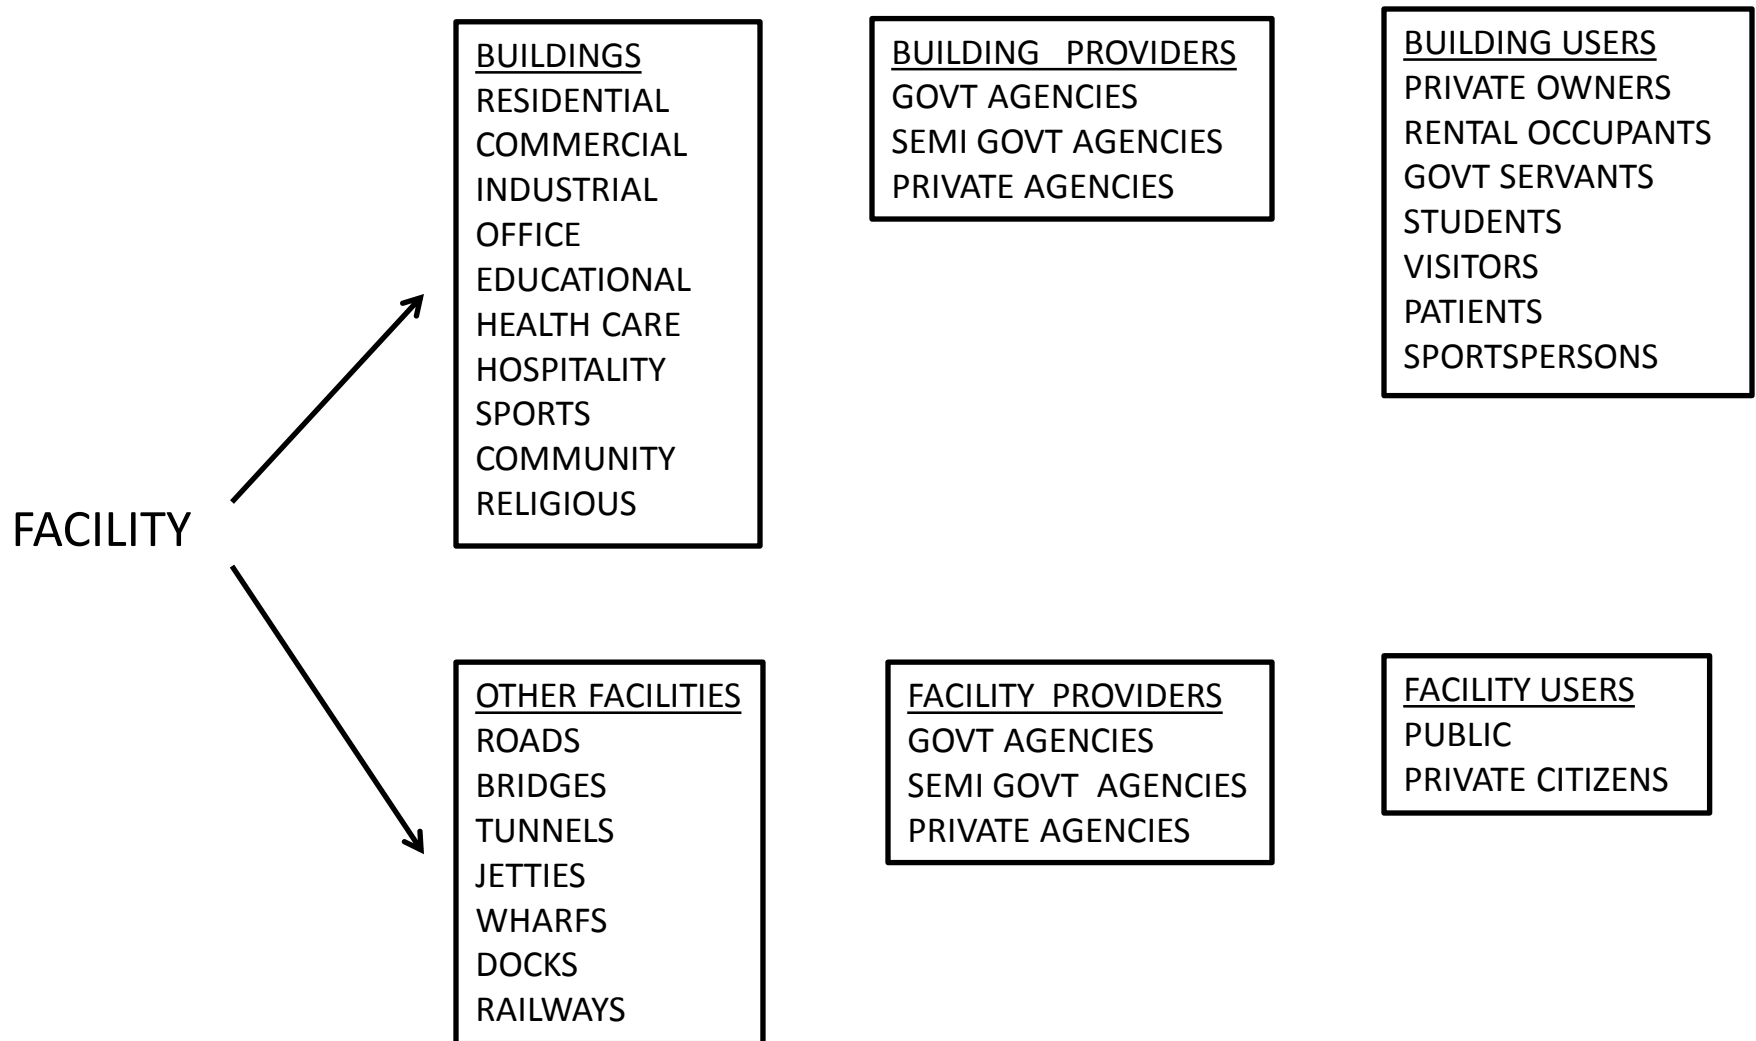 FACILITY
BUILDINGS
RESIDENTIAL
COMMERCIAL
INDUSTRIAL
OFFICE
EDUCATIONAL
HEALTH CARE
HOSPITALITY
SPORTS
COMMUNITY
RELIGIOUS
BUILDING PROVIDERS
GOVT AGENCIES
SEMI GOVT AGENCIES
PRIVATE AGENCIES
BUILDING USERS
PRIVATE OWNERS
RENTAL OCCUPANTS
GOVT SERVANTS
STUDENTS
VISITORS
PATIENTS
SPORTSPERSONS
OTHER FACILITIES
ROADS
BRIDGES
TUNNELS
JETTIES
WHARFS
DOCKS
RAILWAYS
FACILITY PROVIDERS
GOVT AGENCIES
SEMI GOVT AGENCIES
PRIVATE AGENCIES
FACILITY USERS
PUBLIC
PRIVATE CITIZENS